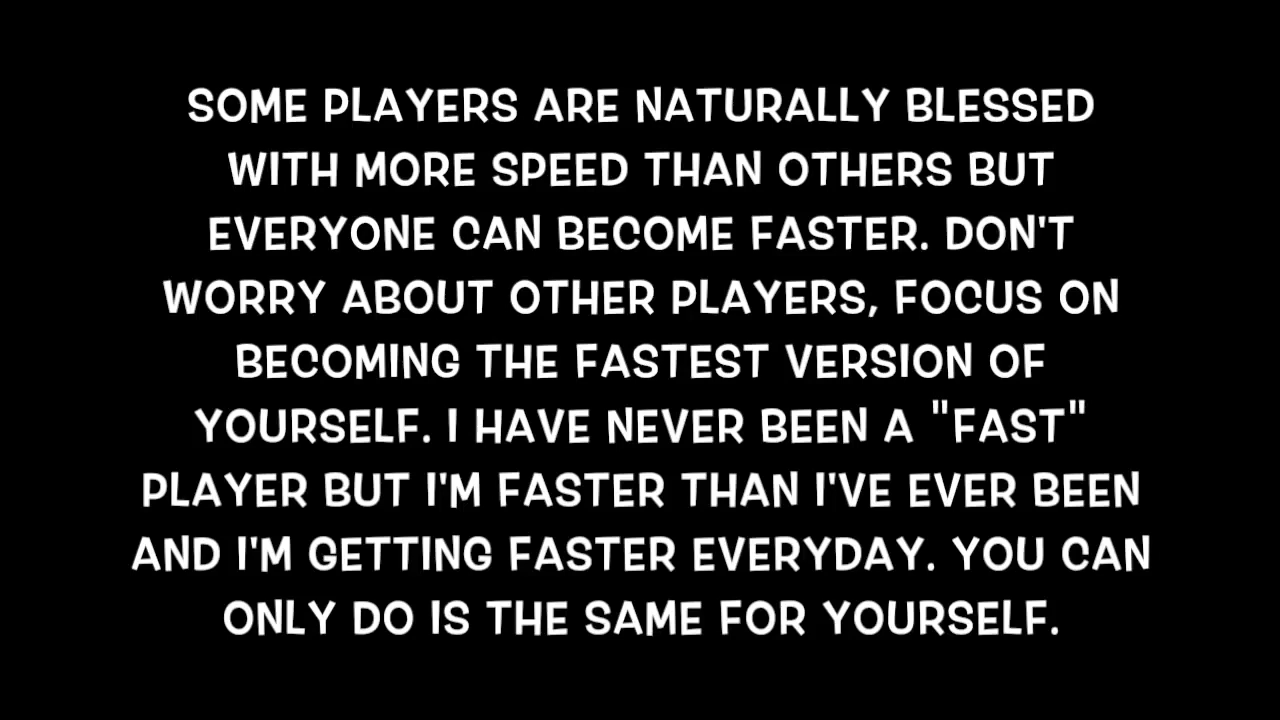 SOME PLAYERS ARE NATURALLY BLESSED
WITH MORE SPEED THAN OTHERS BUT
EVERYONE CAN BECOME FASTER. DON'T
WORRY ABOUT OTHER PLAYERS, FOCUS ON
BECOMING THE FASTEST VERSION OF
YOURSELF. I HAVE NEVER BEEN A "FAST"
PLAYER BUT I'M FASTER THAN I'VE EVER BEEN
AND I'M GETTING FASTER EVERYDAY. YOU CAN
ONLY DO IS THE SAME FOR YOURSELF.